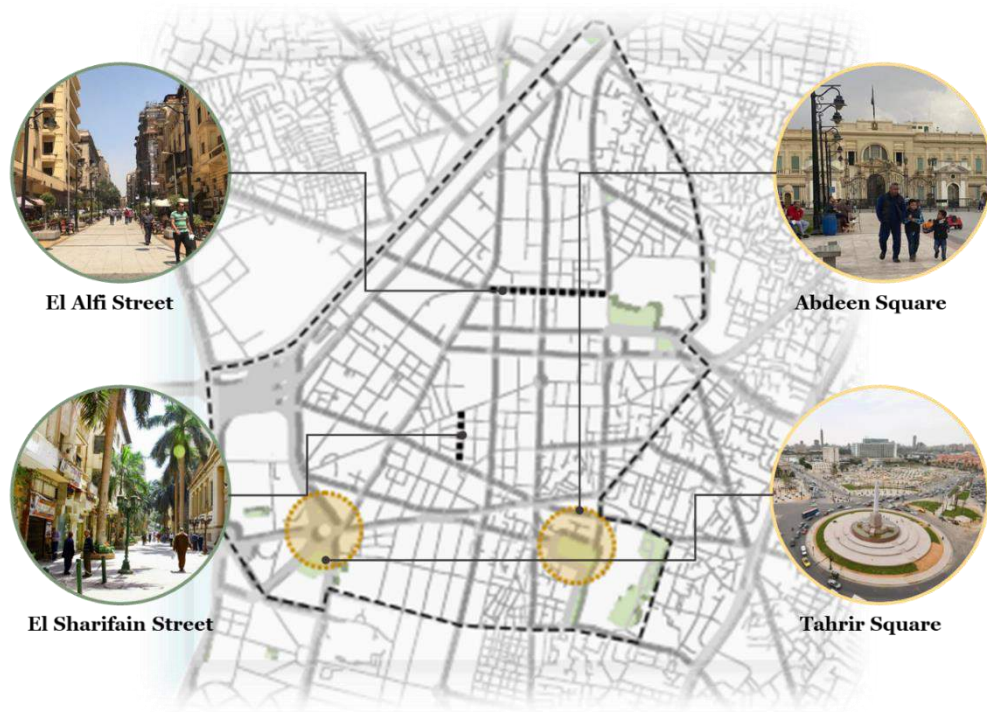 El Alfi Street
Abdeen Square
El Sharifain Street
Tahrir Square